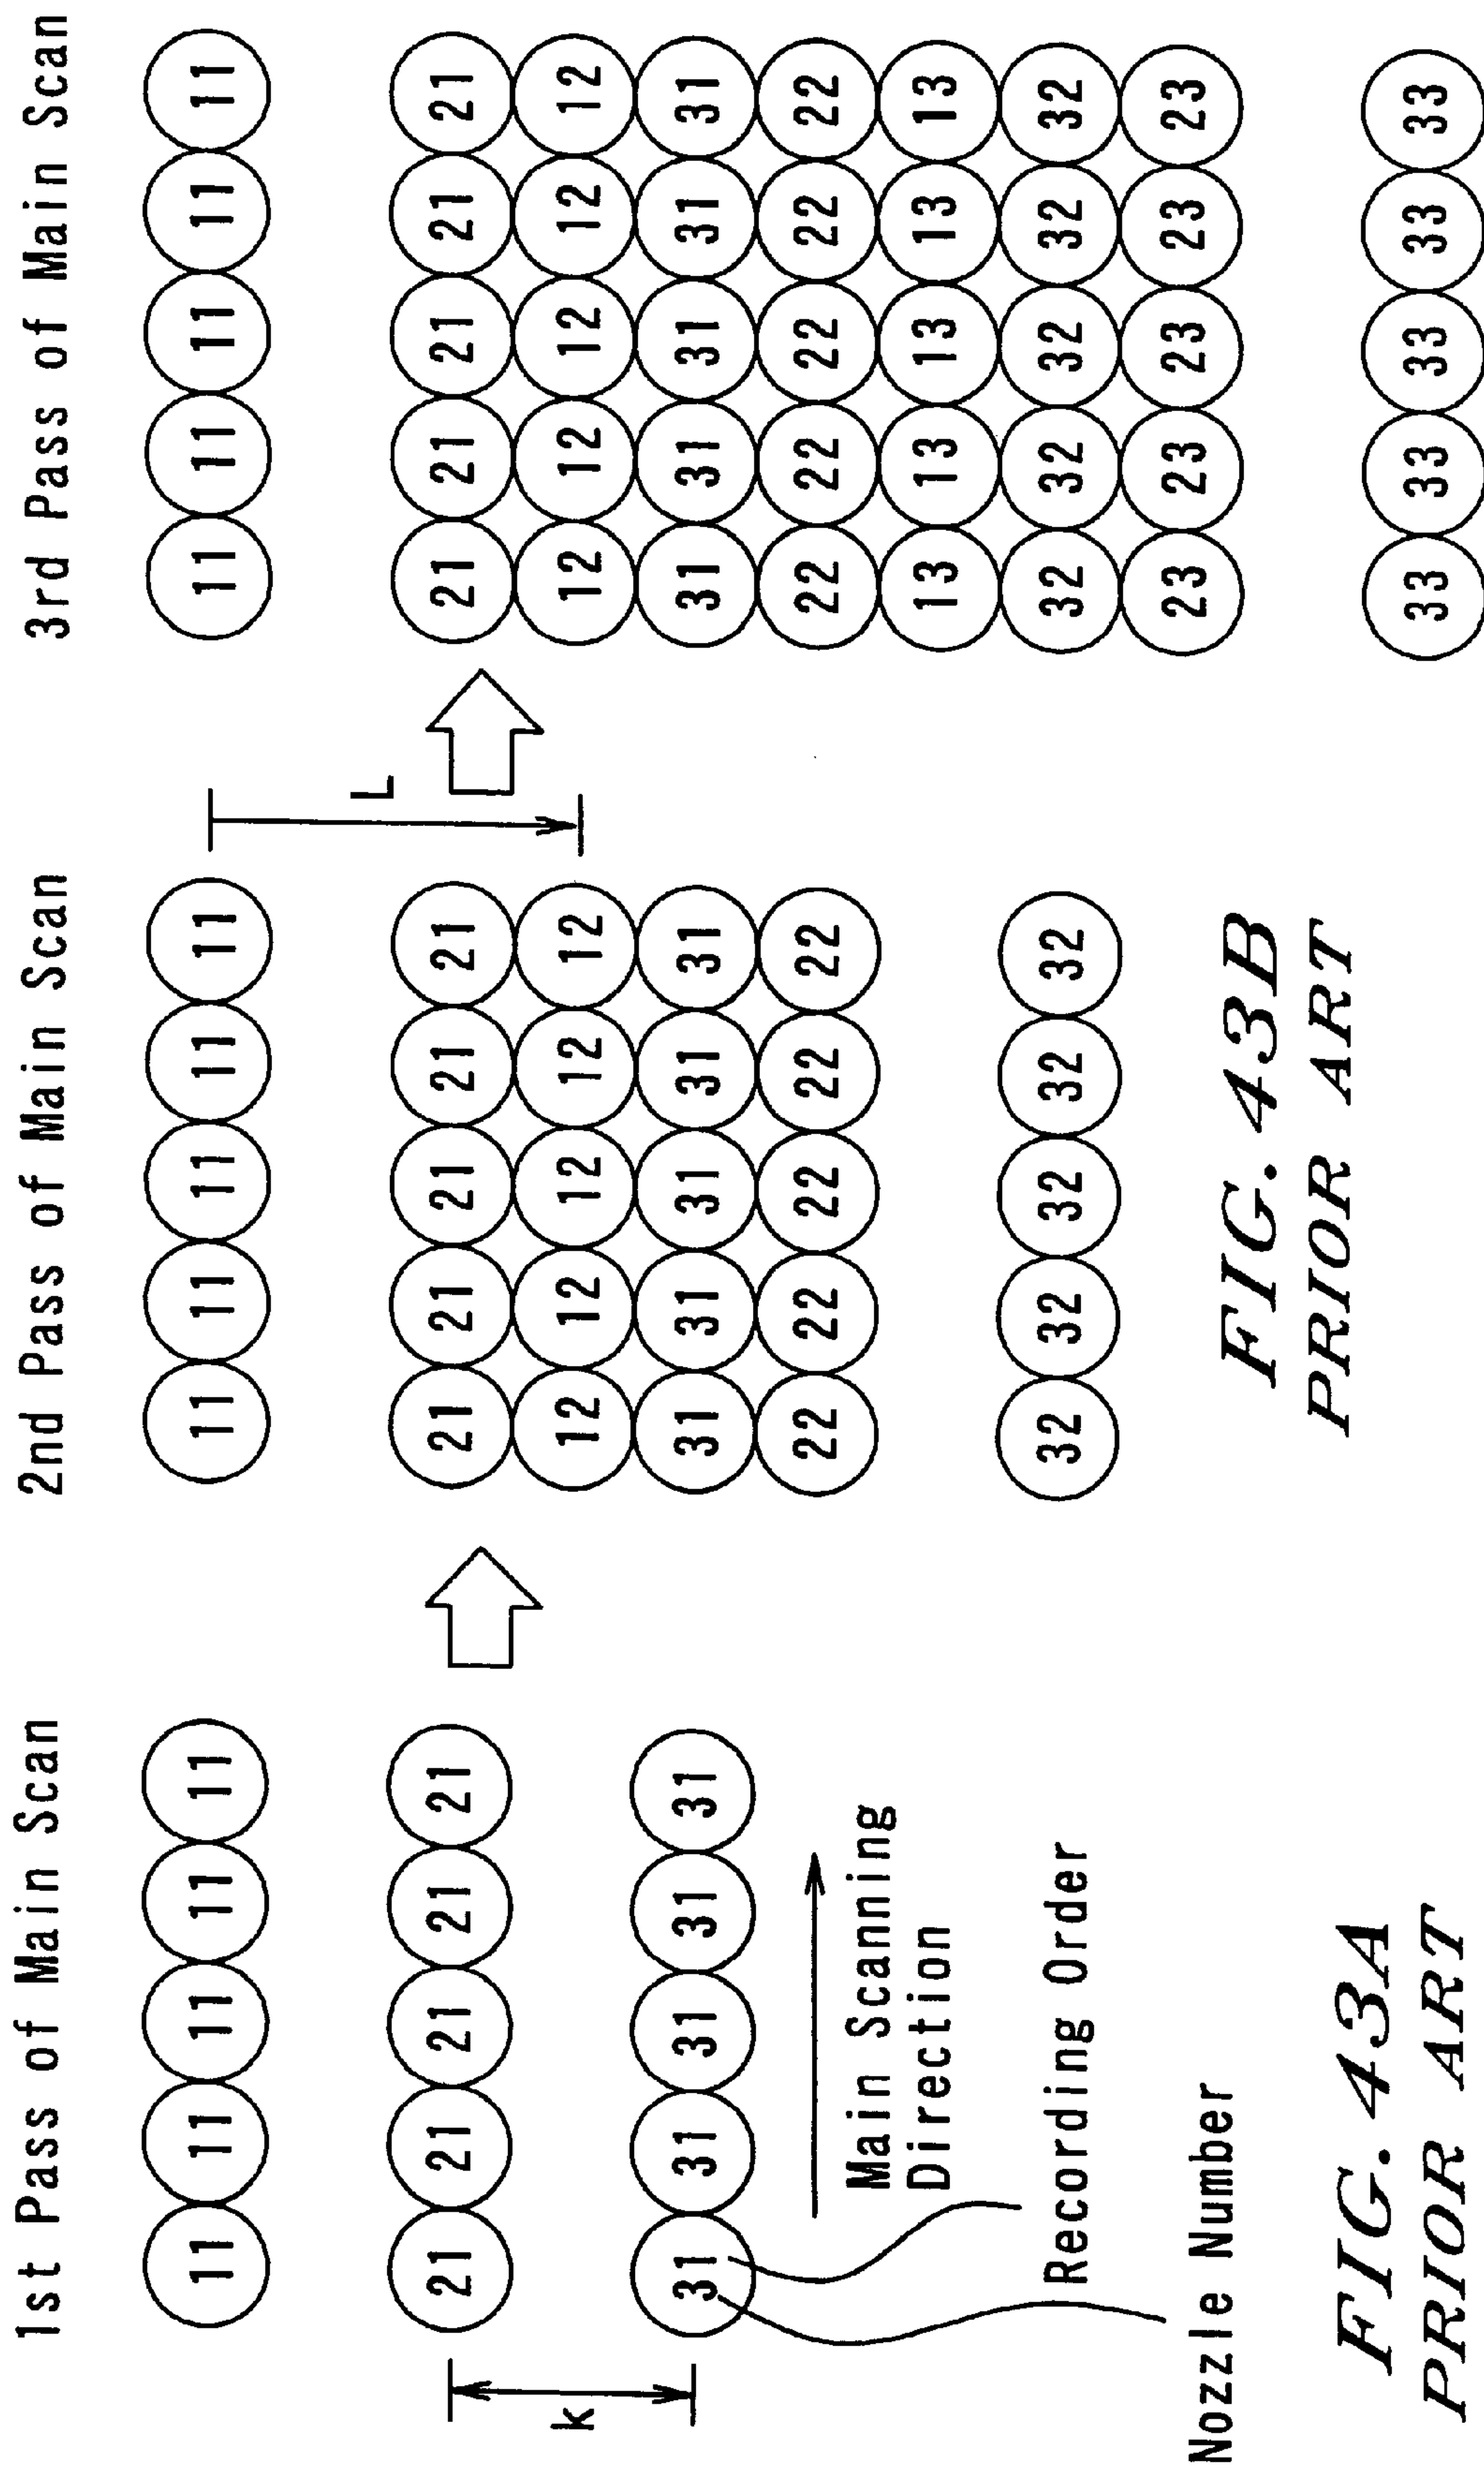 1st Pass of Main Scan
11 11 11 11 11
21 21 21 21 21
31 31 31 31 31
k
Main Scanning
Direction
Recording Order
Nozzle Number
FIG. 43A
PRIOR ART
2nd Pass of Main Scan
11 11 11 11 11
21 21 21 21 21
12 12 12 12 12
31 31 31 31 31
22 22 22 22 22
32 32 32 32 32
L
FIG. 43B
PRIOR ART
3rd Pass of Main Scan
11 11 11 11 11
21 21 21 21 21
12 12 12 12 12
31 31 31 31 31
22 22 22 22 22
13 13 13 13 13
32 32 32 32 32
23 23 23 23 23
33 33 33 33 33